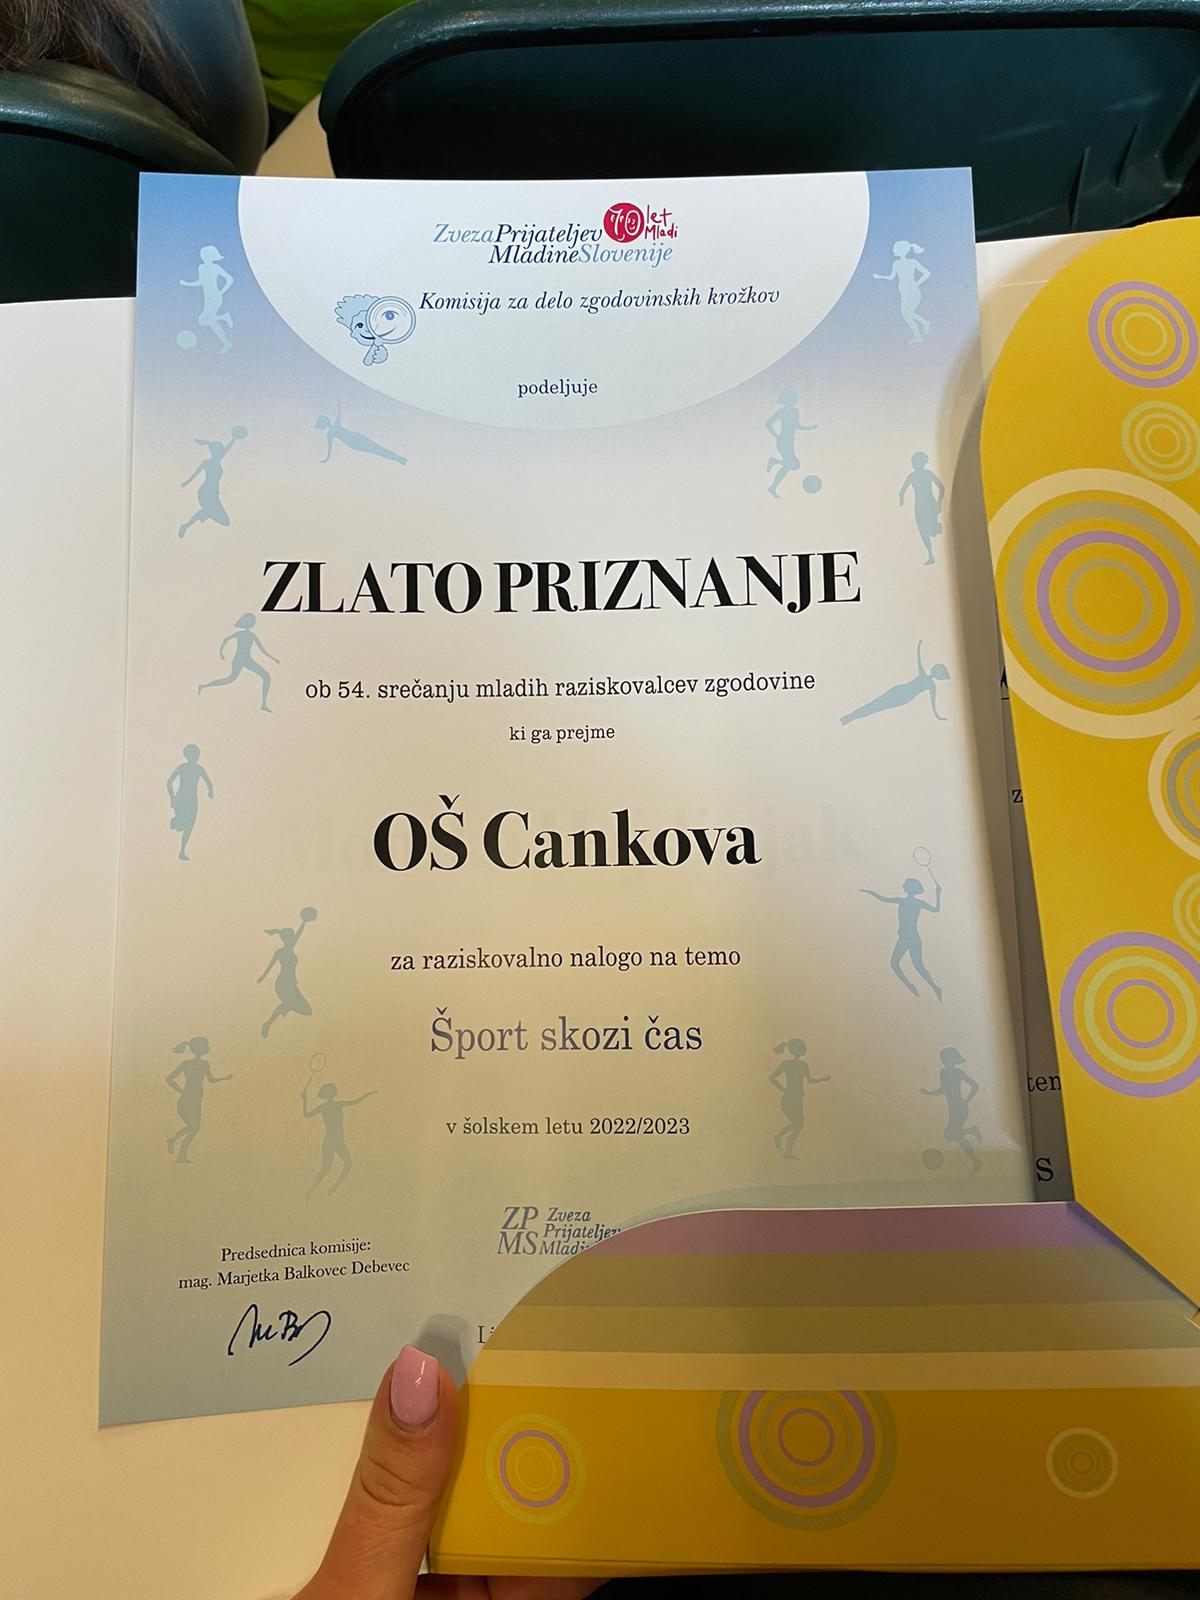 ZvezaPrijateljev 70 let
MladineSlovenije Mladi
Komisija za delo zgodovinskih krožkov
podeljuje
ZLATO PRIZNANJE
ob 54. srečanju mladih raziskovalcev zgodovine
ki ga prejme
OŠ Cankova
za raziskovalno nalogo na temo
Šport skozi čas
v šolskem letu 2022/2023
ZP Zveza
MS Prijateljev
Predsednica komisije:
mag. Marjetka Balkovec Debevec